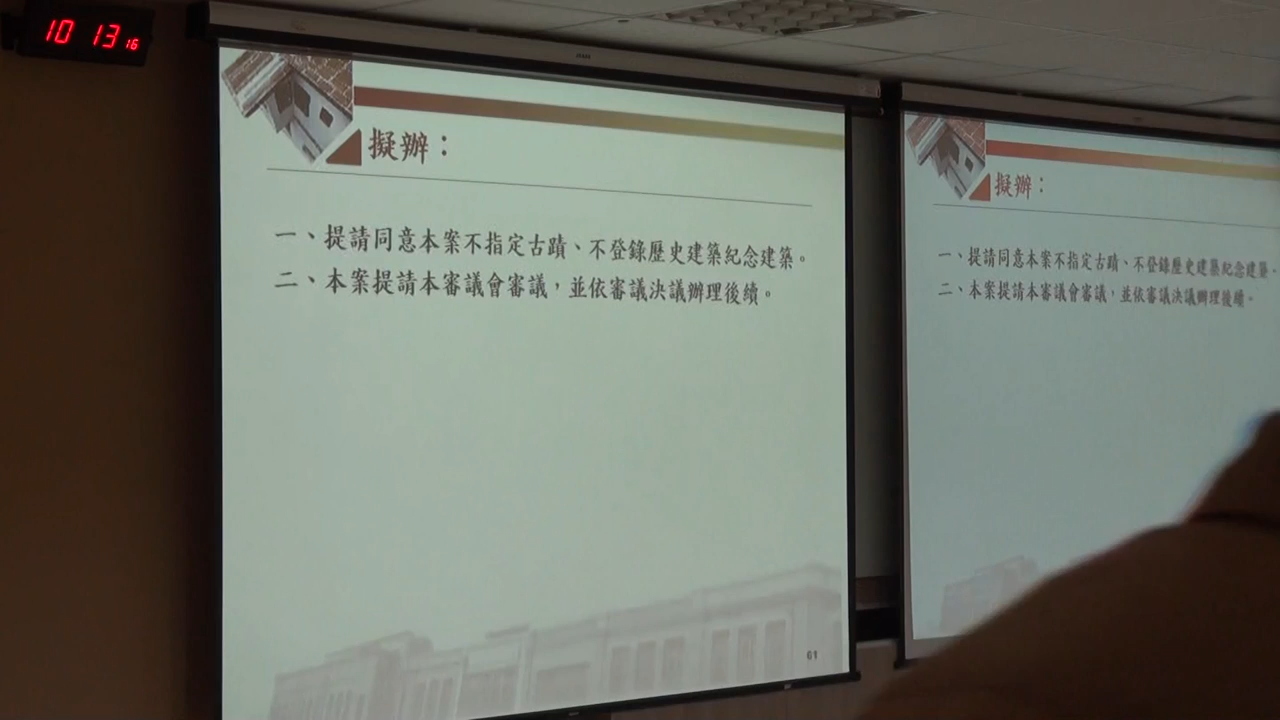 10 13 16
擬辦：
一、提請同意本案不指定古蹟、不登錄歷史建築紀念建築。
二、本案提請本審議會審議，並依審議決議辦理後續。
61
擬辦：
一、提請同意本案不指定古蹟、不登錄歷史建築紀念建築。
二、本案提請本審議會審議，並依審議決議辦理後續。